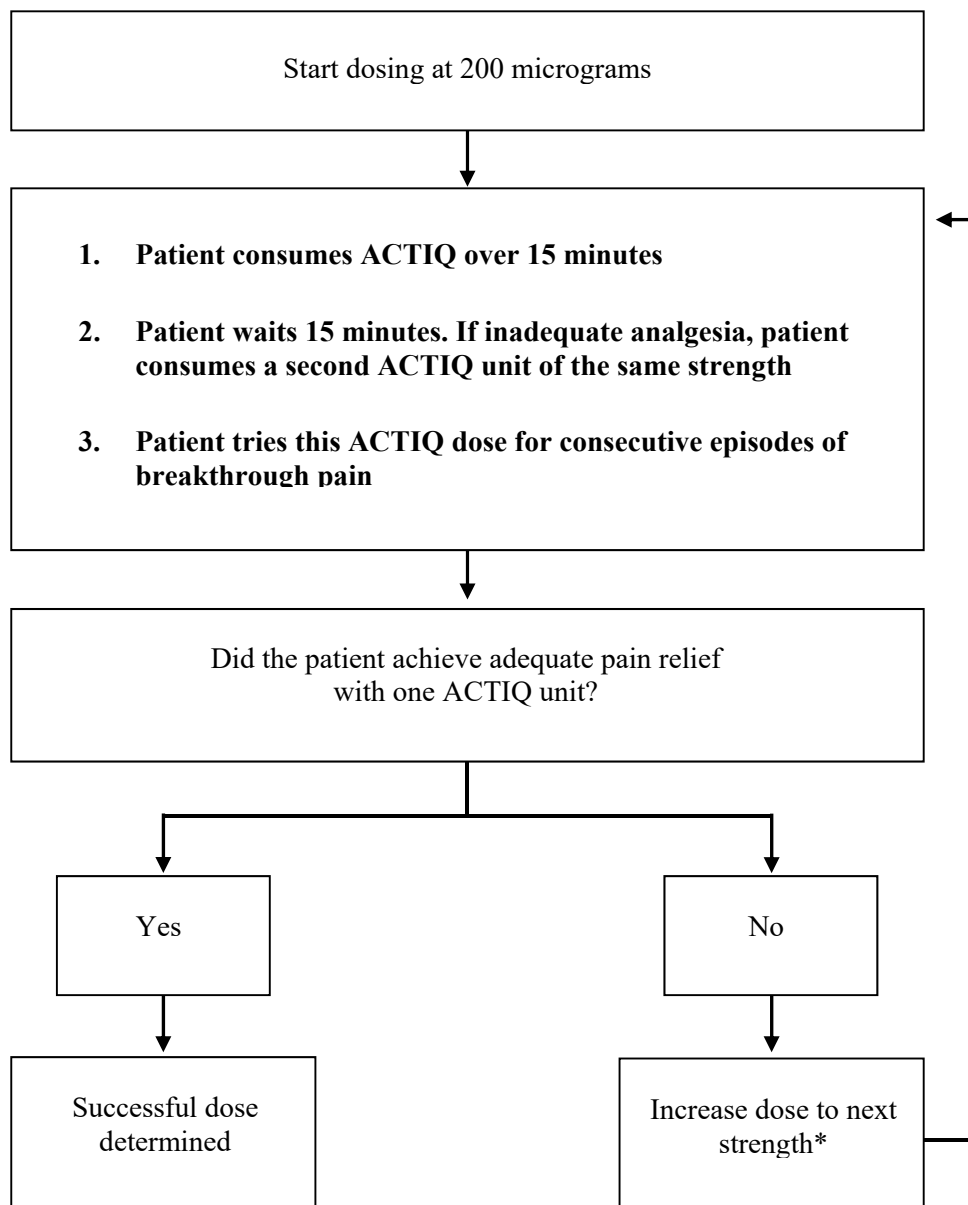 Start dosing at 200 micrograms
1. Patient consumes ACTIQ over 15 minutes
2. Patient waits 15 minutes. If inadequate analgesia, patient
consumes a second ACTIQ unit of the same strength
3. Patient tries this ACTIQ dose for consecutive episodes of
breakthrough pain
Did the patient achieve adequate pain relief
with one ACTIQ unit?
Yes
No
Successful dose
determined
Increase dose to next
strength*